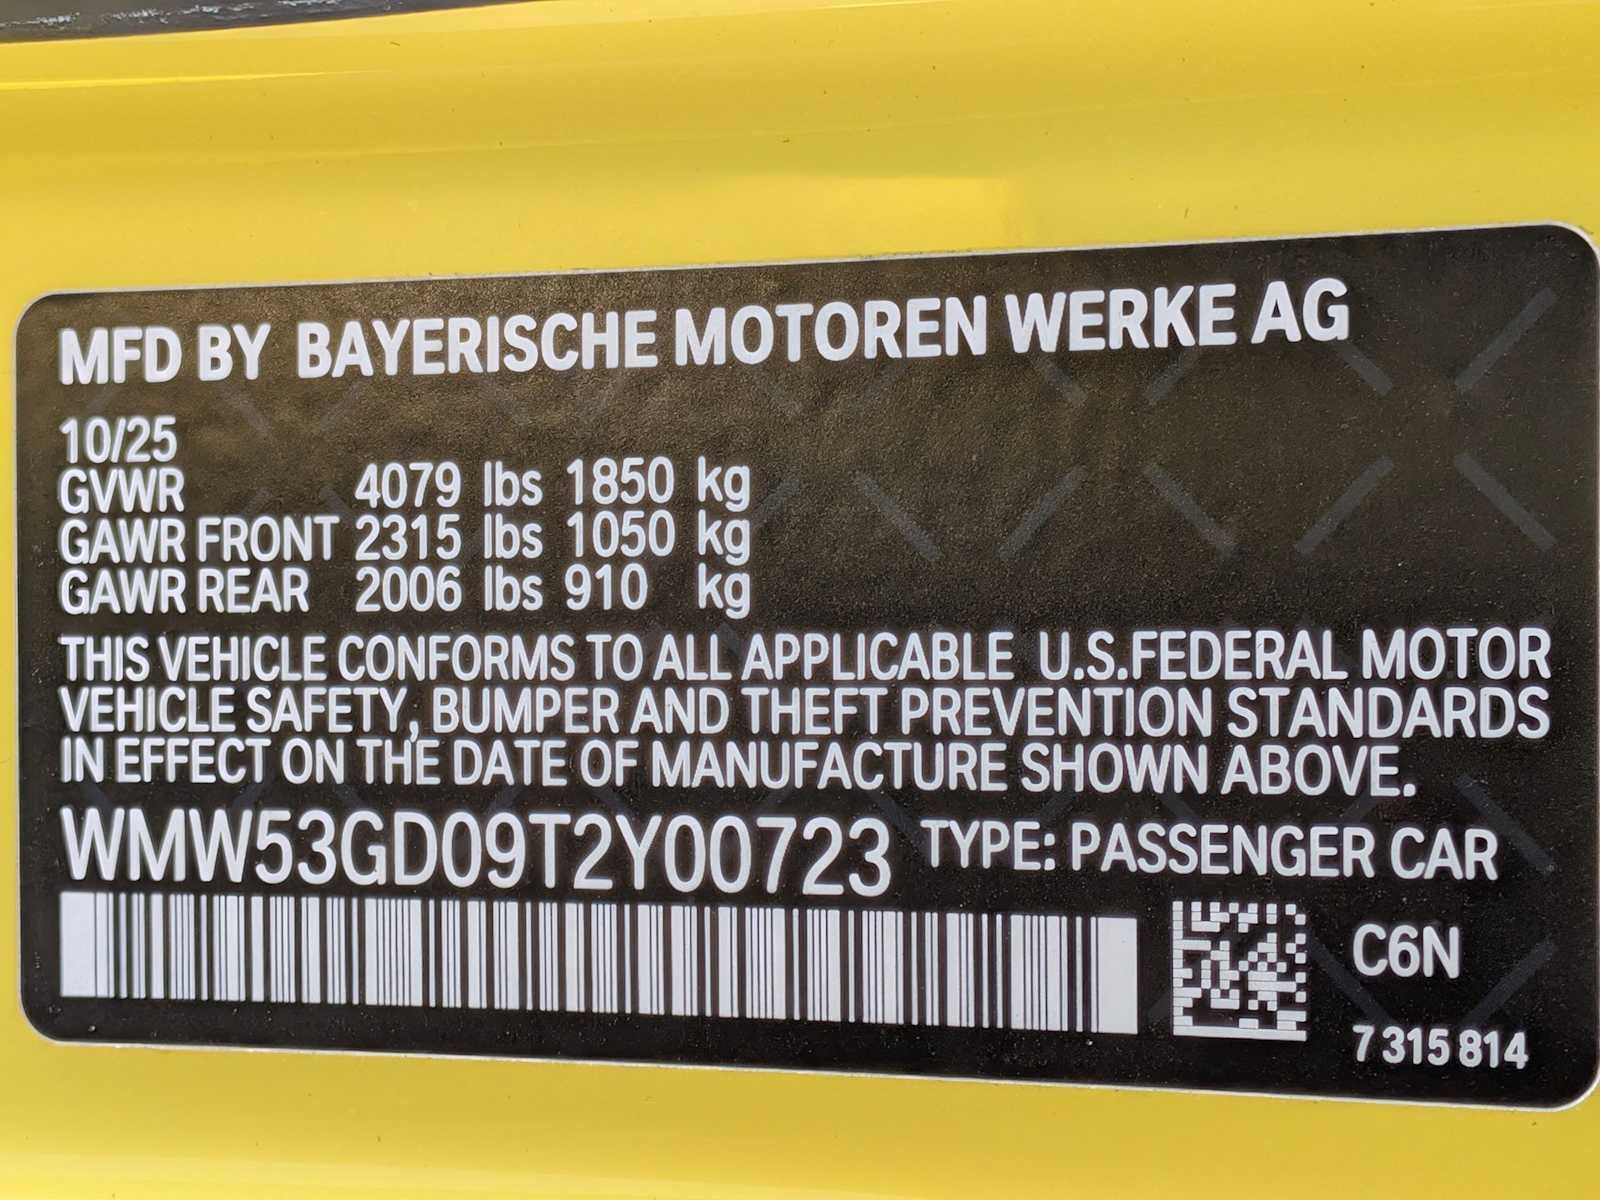 MFD BY BAYERISCHE MOTOREN WERKE AG
10/25
GVWR 4079 lbs 1850 kg
GAWR FRONT 2315 lbs 1050 kg
GAWR REAR 2006 lbs 910 kg
THIS VEHICLE CONFORMS TO ALL APPLICABLE U.S.FEDERAL MOTOR
VEHICLE SAFETY, BUMPER AND THEFT PREVENTION STANDARDS
IN EFFECT ON THE DATE OF MANUFACTURE SHOWN ABOVE.
WMW53GD09T2Y00723 TYPE: PASSENGER CAR
C6N
7 315 814